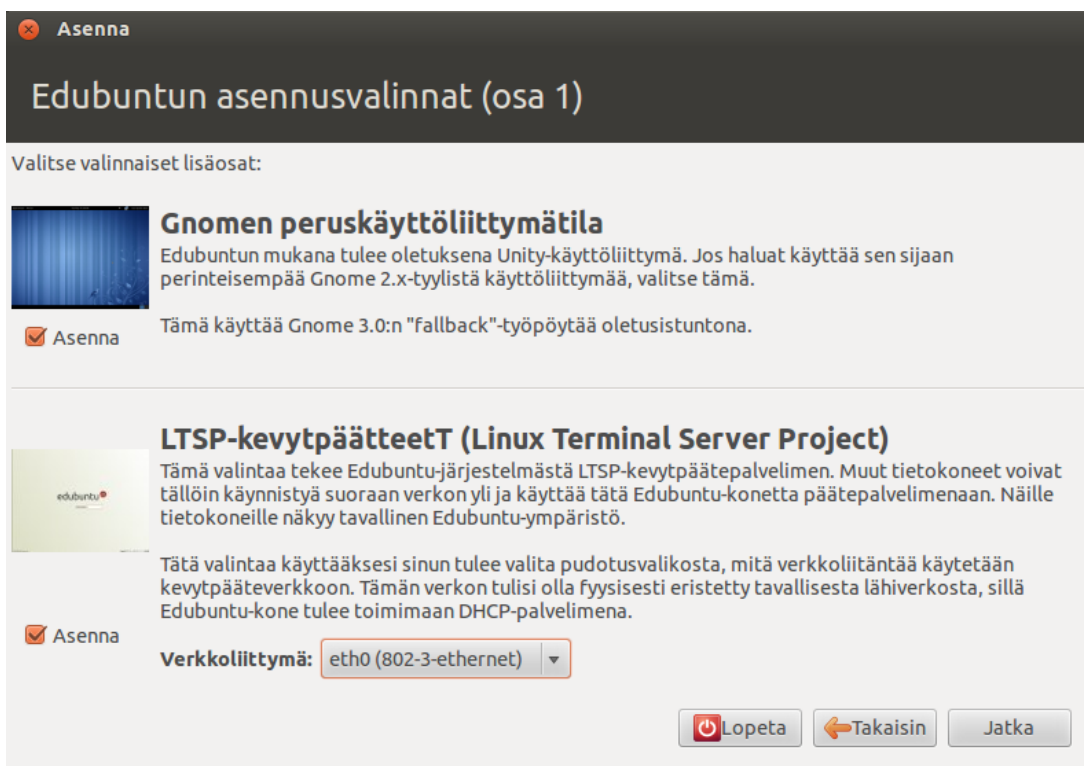 Asenna
Edubuntun asennusvalinnat (osa 1)
Valitse valinnaiset lisäosat:
Gnomen peruskäyttöliittymätila
Edubuntun mukana tulee oletuksena Unity-käyttöliittymä. Jos haluat käyttää sen sijaan
perinteisempää Gnome 2.x-tyylistä käyttöliittymää, valitse tämä.
Tämä käyttää Gnome 3.0:n "fallback"-työpöytää oletusistuntona.
Asenna
LTSP-kevytpäätteetT (Linux Terminal Server Project)
Tämä valintaa tekee Edubuntu-järjestelmästä LTSP-kevytpäätepalvelimen. Muut tietokoneet voivat
tällöin käynnistyä suoraan verkon yli ja käyttää tätä Edubuntu-konetta päätepalvelimenaan. Näille
tietokoneille näkyy tavallinen Edubuntu-ympäristö.
edubuntu
Tätä valintaa käyttääksesi sinun tulee valita pudotusvalikosta, mitä verkkoliitäntää käytetään
kevytpääteverkkoon. Tämän verkon tulisi olla fyysisesti eristetty tavallisesta lähiverkosta, sillä
Edubuntu-kone tulee toimimaan DHCP-palvelimena.
Asenna
Verkkoliittymä: eth0 (802-3-ethernet)
Lopeta Takaisin Jatka